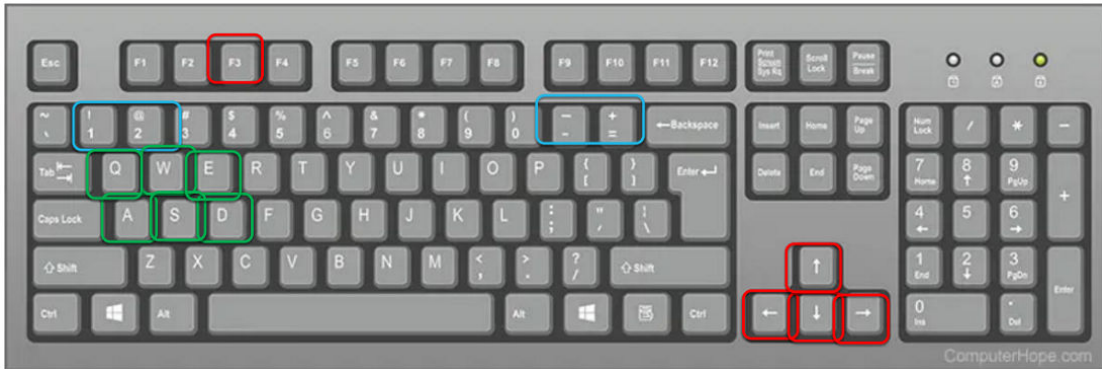 Esc F1 F2 F3 F4 F5 F6 F7 F8 F9 F10 F11 F12 Print Screen Sys Rq Scroll Lock Pause Break
~ ` ! 1 @ 2 # 3 $ 4 % 5 ^ 6 & 7 * 8 ( 9 ) 0 — - + = ←Backspace Insert Home Page Up Num Lock / * -
Tab Q W E R T Y U I O P { [ } ] Enter Delete End Page Down 7 Home 8 ↑ 9 PgUp +
Caps Lock A S D F G H J K L : ; " ' | \ 4 ← 5 6 →
⇧ Shift Z X C V B N M < , > . ? / ⇧ Shift ↑ 1 End 2 ↓ 3 PgDn Enter
Ctrl Alt Alt Ctrl ← ↓ → 0 Ins . Del
ComputerHope.com